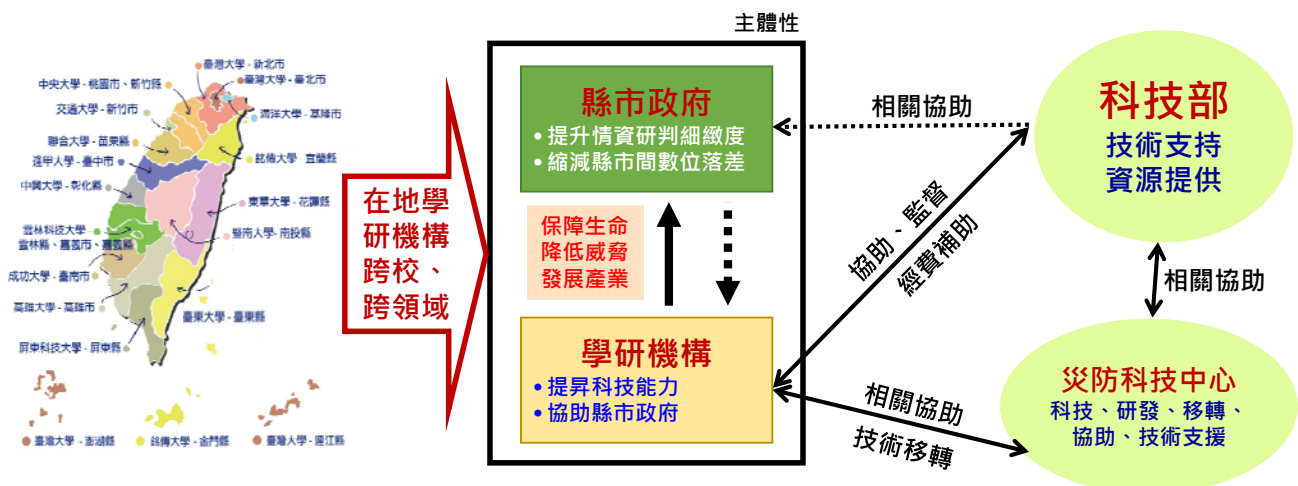 主體性
臺灣大學-新北市
臺灣大學-臺北市
中央大學-桃園市、新竹縣
海洋大學-基隆市
交通大學-新竹市
聯合大學-苗栗縣
銘傳大學-宜蘭縣
逢甲大學-臺中市
中興大學-彰化縣
東華大學-花蓮縣
雲林科技大學-
雲林縣、嘉義市、嘉義縣
暨南大學-南投縣
成功大學-臺南市
高雄大學-高雄市
臺東大學-臺東縣
屏東科技大學-屏東縣
臺灣大學-澎湖縣
銘傳大學-金門縣
臺灣大學-連江縣
在地學
研機構
跨校、
跨領域
縣市政府
• 提升情資研判細緻度
• 縮減縣市間數位落差
保障生命
降低威脅
發展產業
學研機構
• 提昇科技能力
• 協助縣市政府
相關協助
協助、監督
經費補助
相關協助
技術移轉
科技部
技術支持
資源提供
相關協助
災防科技中心
科技、研發、移轉、
協助、技術支援